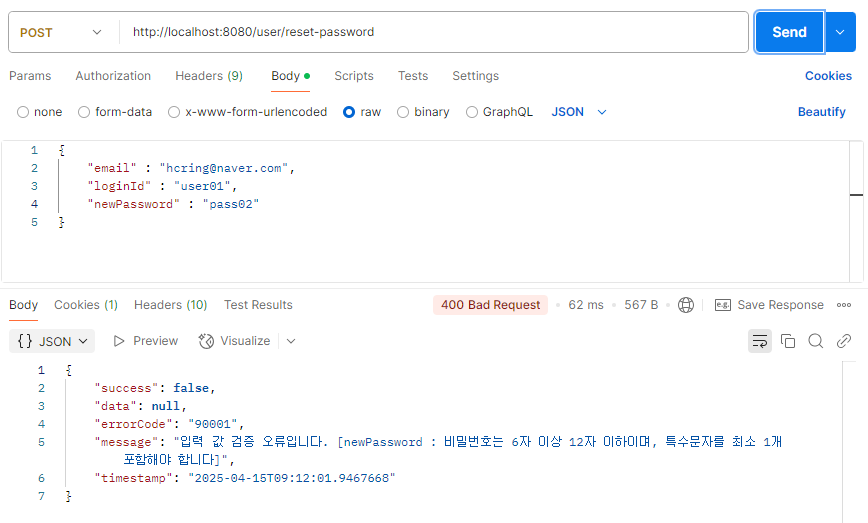 POST http://localhost:8080/user/reset-password Send
Params Authorization Headers (9) Body Scripts Tests Settings Cookies
none form-data x-www-form-urlencoded raw binary GraphQL JSON Beautify
1 {
2 "email" : "hcring@naver.com",
3 "loginId" : "user01",
4 "newPassword" : "pass02"
5 }
Body Cookies (1) Headers (10) Test Results 400 Bad Request 62 ms 567 B e.g. Save Response
{} JSON Preview Visualize
1 {
2 "success": false,
3 "data": null,
4 "errorCode": "90001",
5 "message": "입력 값 검증 오류입니다. [newPassword : 비밀번호는 6자 이상 12자 이하이며, 특수문자를 최소 1개
포함해야 합니다]",
6 "timestamp": "2025-04-15T09:12:01.9467668"
7 }